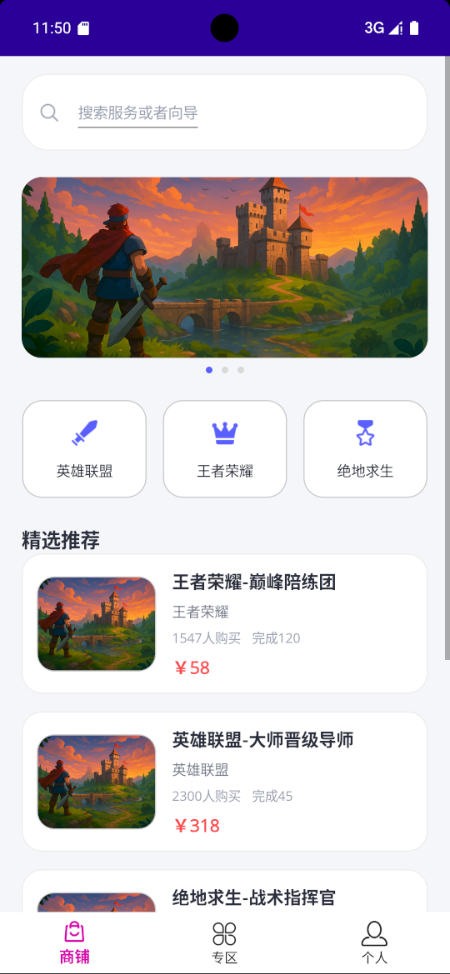 11:50
3G
搜索服务或者向导
英雄联盟
王者荣耀
绝地求生
精选推荐
王者荣耀-巅峰陪练团
王者荣耀
1547人购买 完成120
￥58
英雄联盟-大师晋级导师
英雄联盟
2300人购买 完成45
￥318
绝地求生-战术指挥官
商铺
专区
个人